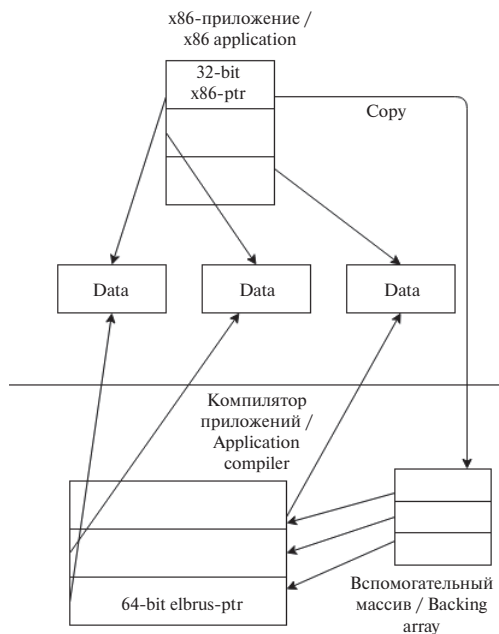 x86-приложение /
x86 application
32-bit
x86-ptr
Copy
Data
Data
Data
Компилятор
приложений /
Application
compiler
64-bit elbrus-ptr
Вспомогательный
массив / Backing
array